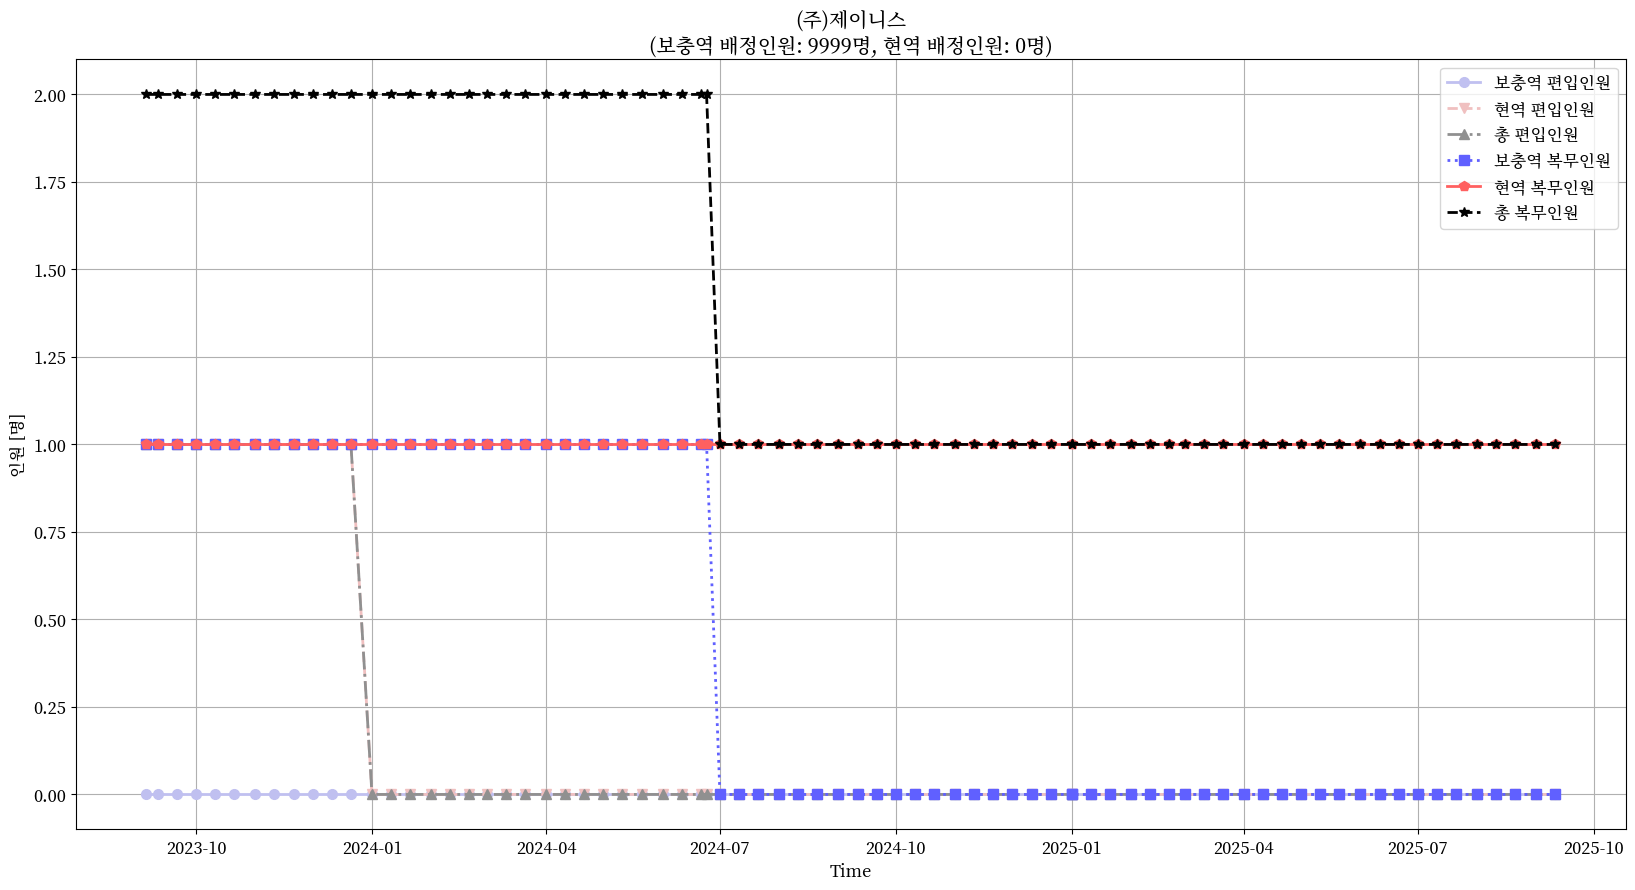 (주)제이니스
(보충역 배정인원: 9999명, 현역 배정인원: 0명)
보충역 편입인원
현역 편입인원
총 편입인원
보충역 복무인원
현역 복무인원
총 복무인원
인원 [명]
2.00
1.75
1.50
1.25
1.00
0.75
0.50
0.25
0.00
2023-10
2024-01
2024-04
2024-07
2024-10
2025-01
2025-04
2025-07
2025-10
Time